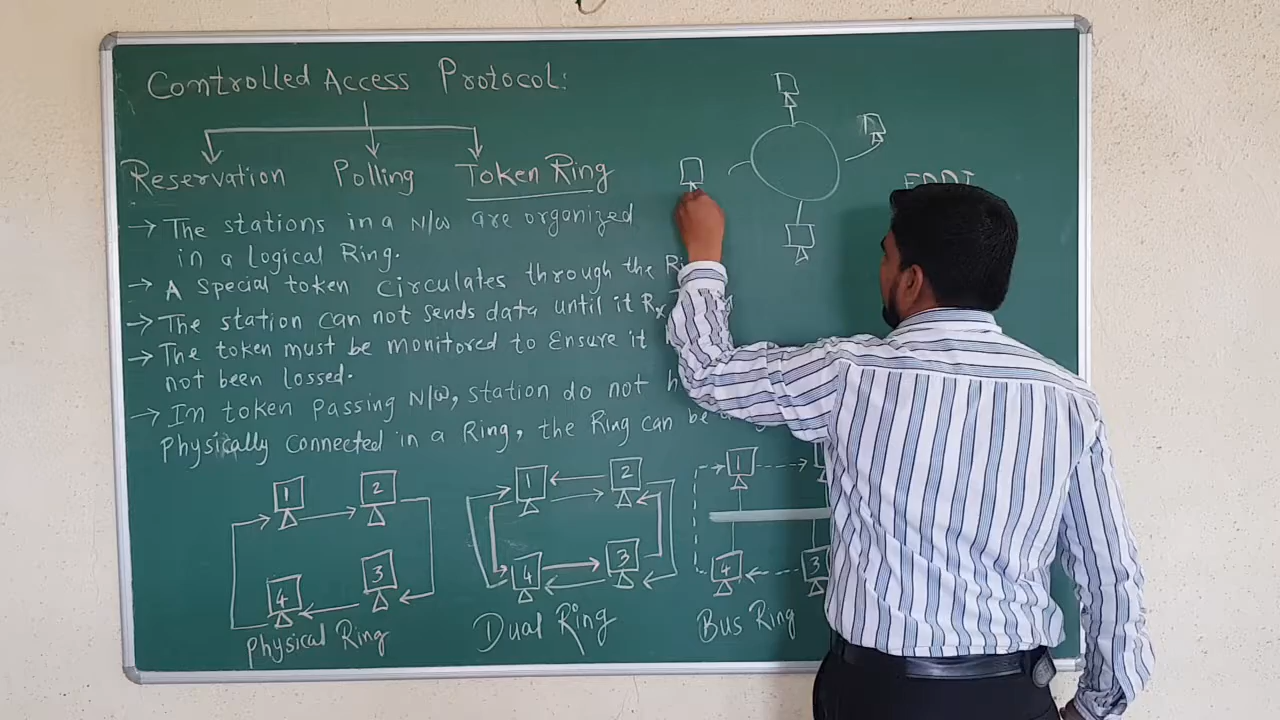 Controlled Access Protocol:
Reservation Polling Token Ring
→ The stations in a N/W are organized
in a Logical Ring.
→ A special token circulates through the
→ The station can not sends data until it Rx
→ The token must be monitored to Ensure it
not been Lossed.
→ In token passing N/W, station do not
physically connected in a Ring, the Ring can be
1 2
4 3
Physical Ring
1 2
4 3
Dual Ring
1
4 3
Bus Ring
FDDI